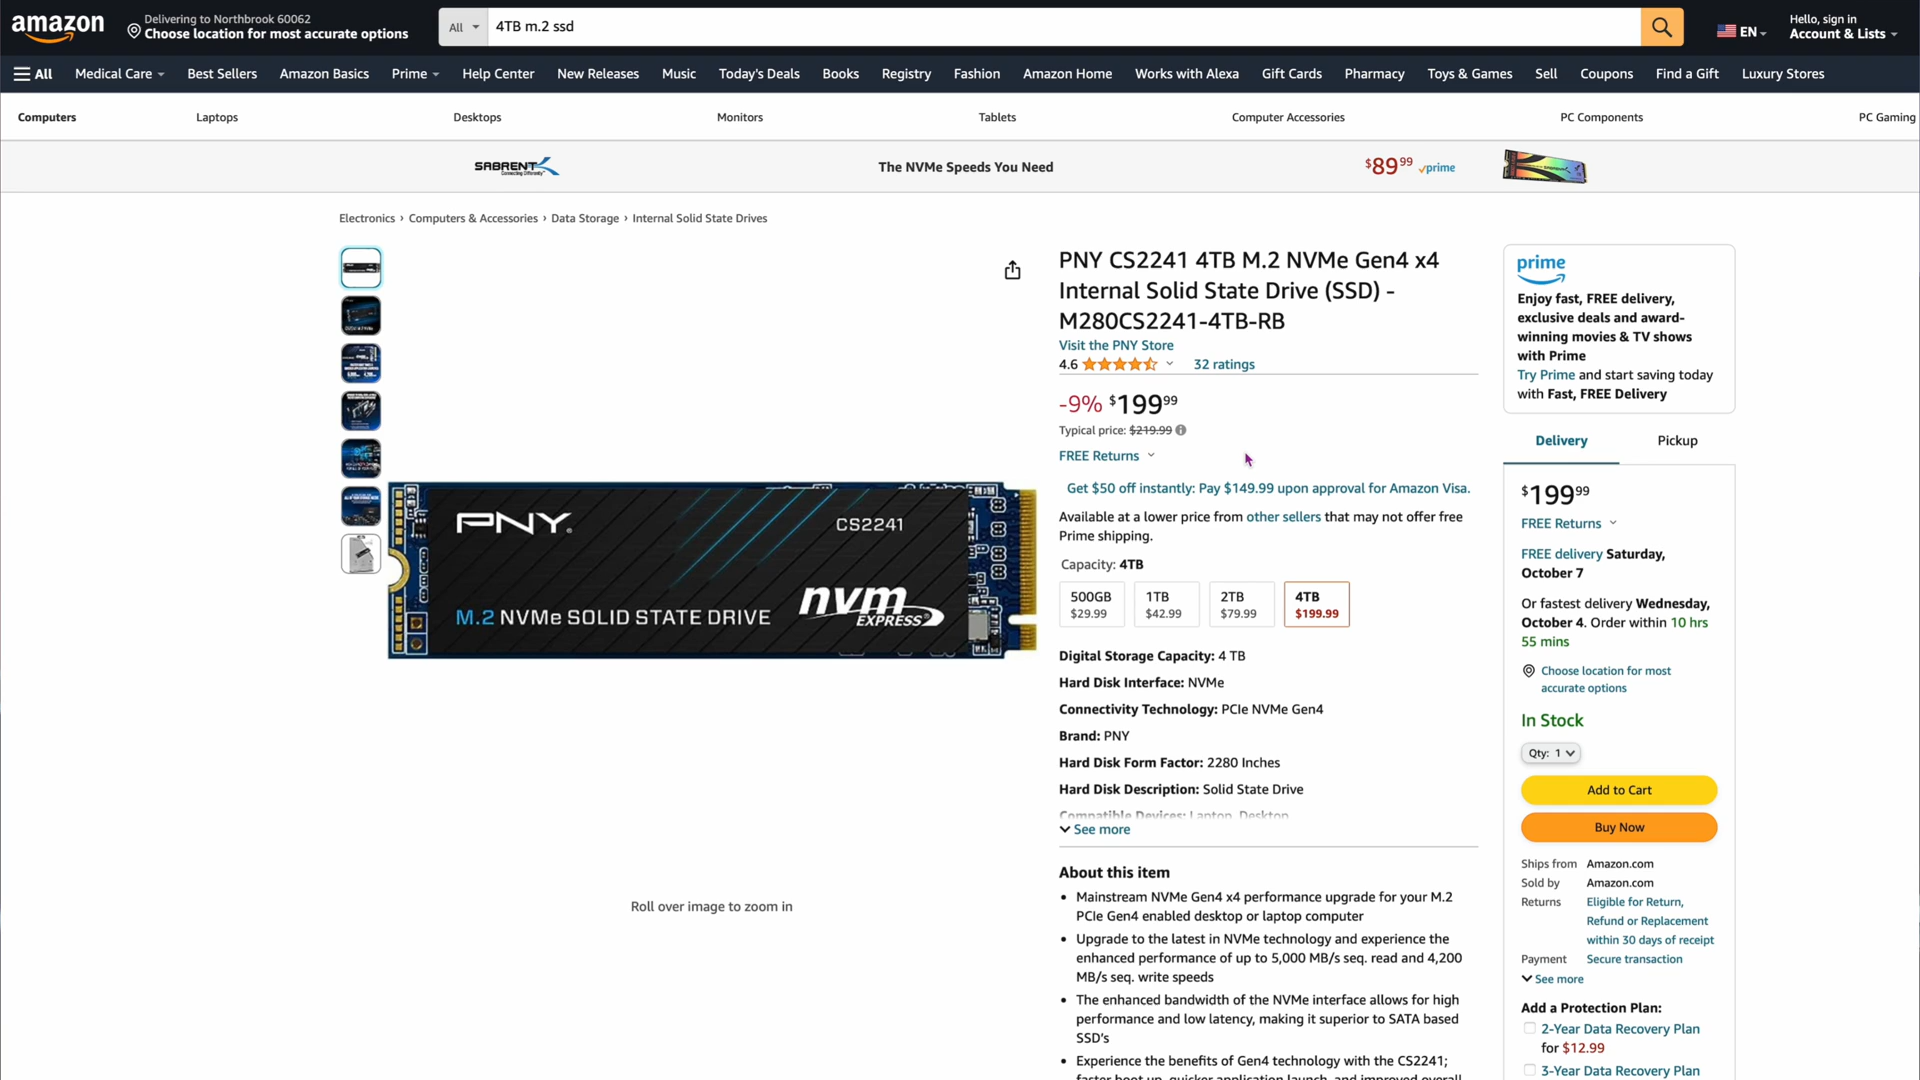 amazon
Delivering to Northbrook 60062
Choose location for most accurate options
All
4TB m.2 ssd
EN
Hello, sign in
Account & Lists
All
Medical Care
Best Sellers
Amazon Basics
Prime
Help Center
New Releases
Music
Today's Deals
Books
Registry
Fashion
Amazon Home
Works with Alexa
Gift Cards
Pharmacy
Toys & Games
Sell
Coupons
Find a Gift
Luxury Stores
Computers
Laptops
Desktops
Monitors
Tablets
Computer Accessories
PC Components
PC Gaming
SABRENT
The NVMe Speeds You Need
$89.99 prime
Electronics › Computers & Accessories › Data Storage › Internal Solid State Drives
PNY
CS2241
M.2 NVMe SOLID STATE DRIVE
nvm
EXPRESS
Roll over image to zoom in
PNY CS2241 4TB M.2 NVMe Gen4 x4
Internal Solid State Drive (SSD) -
M280CS2241-4TB-RB
Visit the PNY Store
4.6
32 ratings
-9% $199.99
Typical price: $219.99
FREE Returns
Get $50 off instantly: Pay $149.99 upon approval for Amazon Visa.
Available at a lower price from other sellers that may not offer free
Prime shipping.
Capacity: 4TB
500GB
$29.99
1TB
$42.99
2TB
$79.99
4TB
$199.99
Digital Storage Capacity: 4 TB
Hard Disk Interface: NVMe
Connectivity Technology: PCIe NVMe Gen4
Brand: PNY
Hard Disk Form Factor: 2280 Inches
Hard Disk Description: Solid State Drive
Compatible Devices: Laptop, Desktop
See more
About this item
• Mainstream NVMe Gen4 x4 performance upgrade for your M.2
PCIe Gen4 enabled desktop or laptop computer
• Upgrade to the latest in NVMe technology and experience the
enhanced performance of up to 5,000 MB/s seq. read and 4,200
MB/s seq. write speeds
• The enhanced bandwidth of the NVMe interface allows for high
performance and low latency, making it superior to SATA based
SSD's
• Experience the benefits of Gen4 technology with the CS2241;
faster boot up, quicker application launch, and improved overall
prime
Enjoy fast, FREE delivery,
exclusive deals and award-
winning movies & TV shows
with Prime
Try Prime and start saving today
with Fast, FREE Delivery
Delivery
Pickup
$199.99
FREE Returns
FREE delivery Saturday,
October 7
Or fastest delivery Wednesday,
October 4. Order within 10 hrs
55 mins
Choose location for most
accurate options
In Stock
Qty: 1
Add to Cart
Buy Now
Ships from Amazon.com
Sold by Amazon.com
Returns Eligible for Return,
Refund or Replacement
within 30 days of receipt
Payment Secure transaction
See more
Add a Protection Plan:
2-Year Data Recovery Plan
for $12.99
3-Year Data Recovery Plan